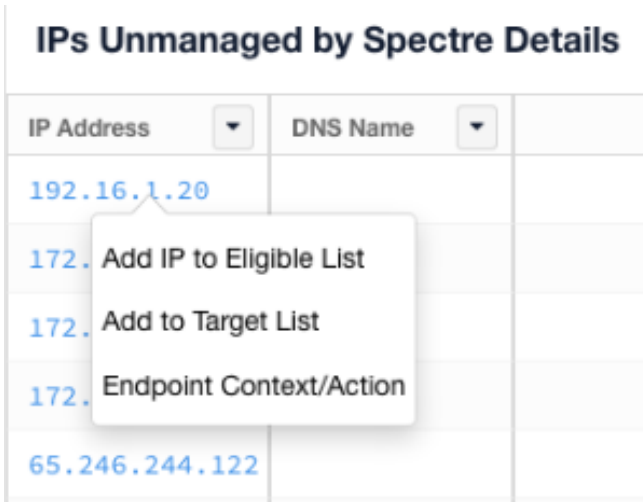 IPs Unmanaged by Spectre Details
IP Address DNS Name
192.16.1.20
172.
Add IP to Eligible List
172.
Add to Target List
172.
Endpoint Context/Action
65.246.244.122